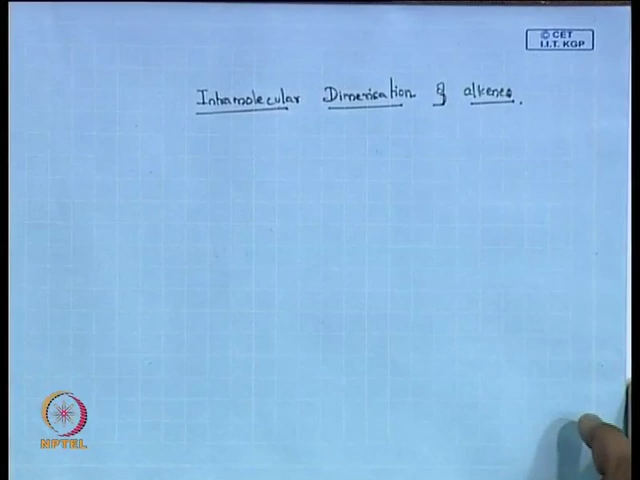 © CET
I.I.T. KGP
Intramolecular Dimerisation of alkenes.
NPTEL